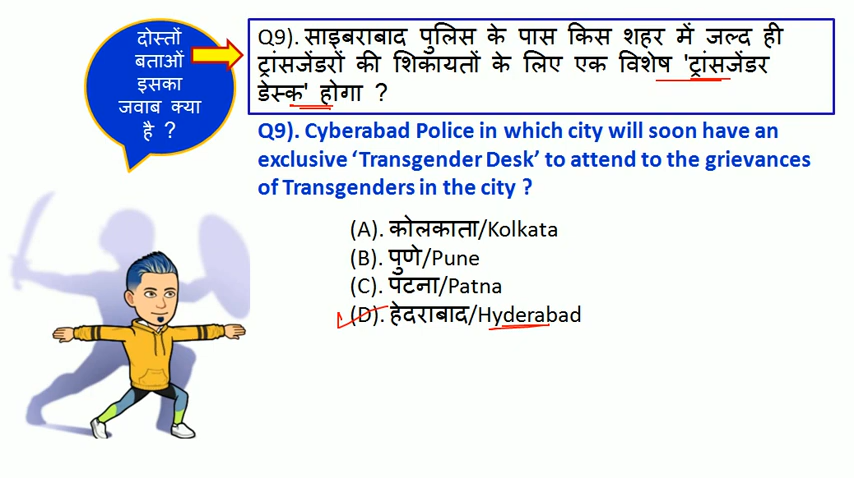 दोस्तों
बताओं
इसका
जवाब क्या
है ?
Q9). साइबराबाद पुलिस के पास किस शहर में जल्द ही
ट्रांसजेंडरों की शिकायतों के लिए एक विशेष 'ट्रांसजेंडर
डेस्क' होगा ?
Q9). Cyberabad Police in which city will soon have an
exclusive ‘Transgender Desk’ to attend to the grievances
of Transgenders in the city ?
(A). कोलकाता/Kolkata
(B). पुणे/Pune
(C). पटना/Patna
(D). हेदराबाद/Hyderabad